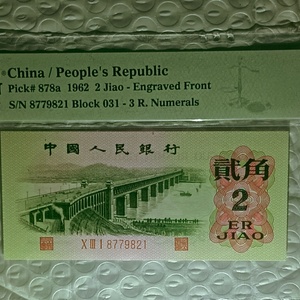 China / People's Republic
Pick# 878a 1962 2 Jiao - Engraved Front
S/N 8779821 Block 031 - 3 R. Numerals
中國人民銀行
貳角
2
ER
JIAO
X III I 8779821